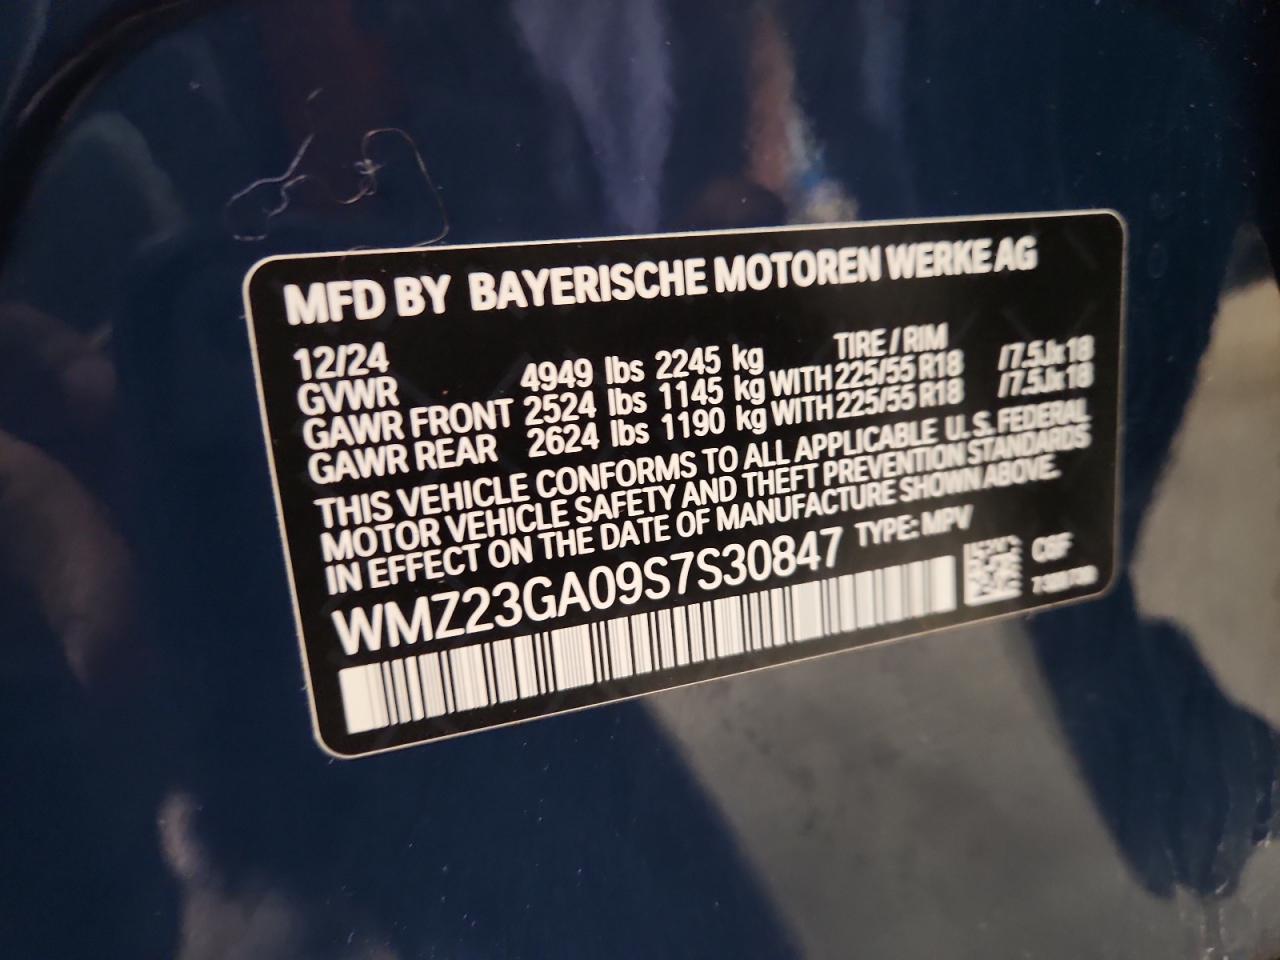 MFD BY BAYERISCHE MOTOREN WERKE AG
12/24 TIRE / RIM
GVWR 4949 lbs 2245 kg
GAWR FRONT 2524 lbs 1145 kg WITH 225/55 R18 /7.5Jx18
GAWR REAR 2624 lbs 1190 kg WITH 225/55 R18 /7.5Jx18
THIS VEHICLE CONFORMS TO ALL APPLICABLE U.S. FEDERAL
MOTOR VEHICLE SAFETY AND THEFT PREVENTION STANDARDS
IN EFFECT ON THE DATE OF MANUFACTURE SHOWN ABOVE.
WMZ23GA09S7S30847 TYPE: MPV